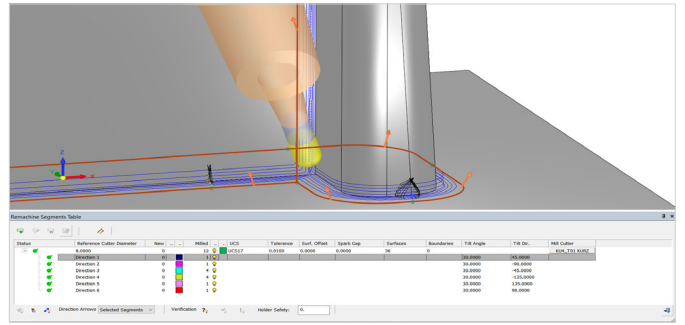 Z
X
Remachine Segments Table
Status Reference Cutter Diameter New .. .. Milled .. .. UCS Tolerance Surf. Offset Spark Gap Surfaces Boundaries Tilt Angle Tilt Dir. Mill Cutter
8.0000 0 12 UCS17 0.0100 0.0000 0.0000 36 0 KUH_T01 KURZ
Direction 1 0 1 30.0000 45.0000
Direction 2 0 1 30.0000 -90.0000
Direction 3 0 4 30.0000 -45.0000
Direction 4 0 4 30.0000 -135.0000
Direction 5 0 1 30.0000 135.0000
Direction 6 0 1 30.0000 90.0000
Direction Arrows Selected Segments Verification Holder Safety: 0.